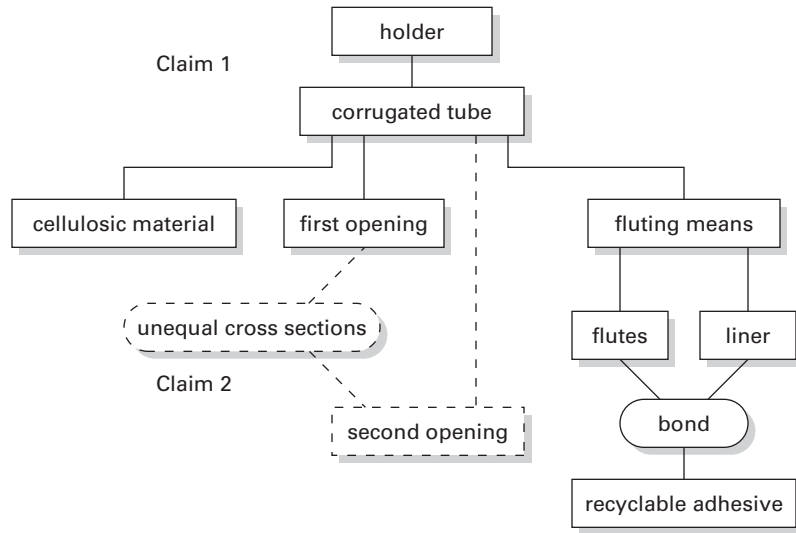 holder
Claim 1
corrugated tube
cellulosic material
first opening
fluting means
unequal cross sections
flutes
liner
Claim 2
second opening
bond
recyclable adhesive